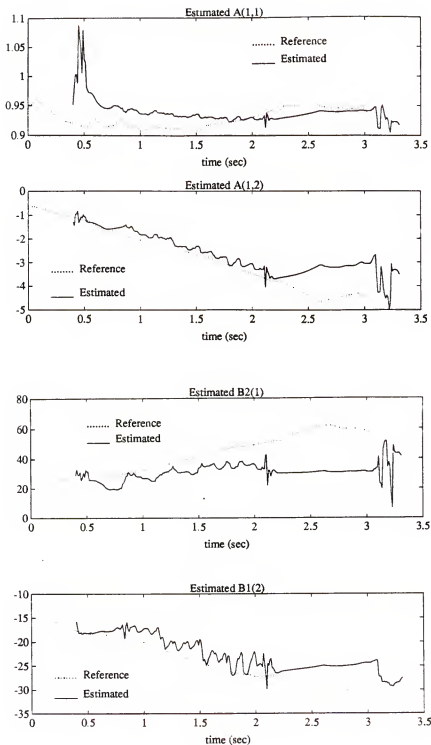 Estimated A(1,1)
1.1
1.05
1
0.95
0.9
Reference
Estimated
0 0.5 1 1.5 2 2.5 3 3.5
time (sec)
Estimated A(1,2)
0
-1
-2
-3
-4
-5
Reference
Estimated
0 0.5 1 1.5 2 2.5 3 3.5
time (sec)
Estimated B2(1)
80
60
40
20
0
Reference
Estimated
0 0.5 1 1.5 2 2.5 3 3.5
time (sec)
Estimated B1(2)
-10
-15
-20
-25
-30
-35
Reference
Estimated
0 0.5 1 1.5 2 2.5 3 3.5
time (sec)